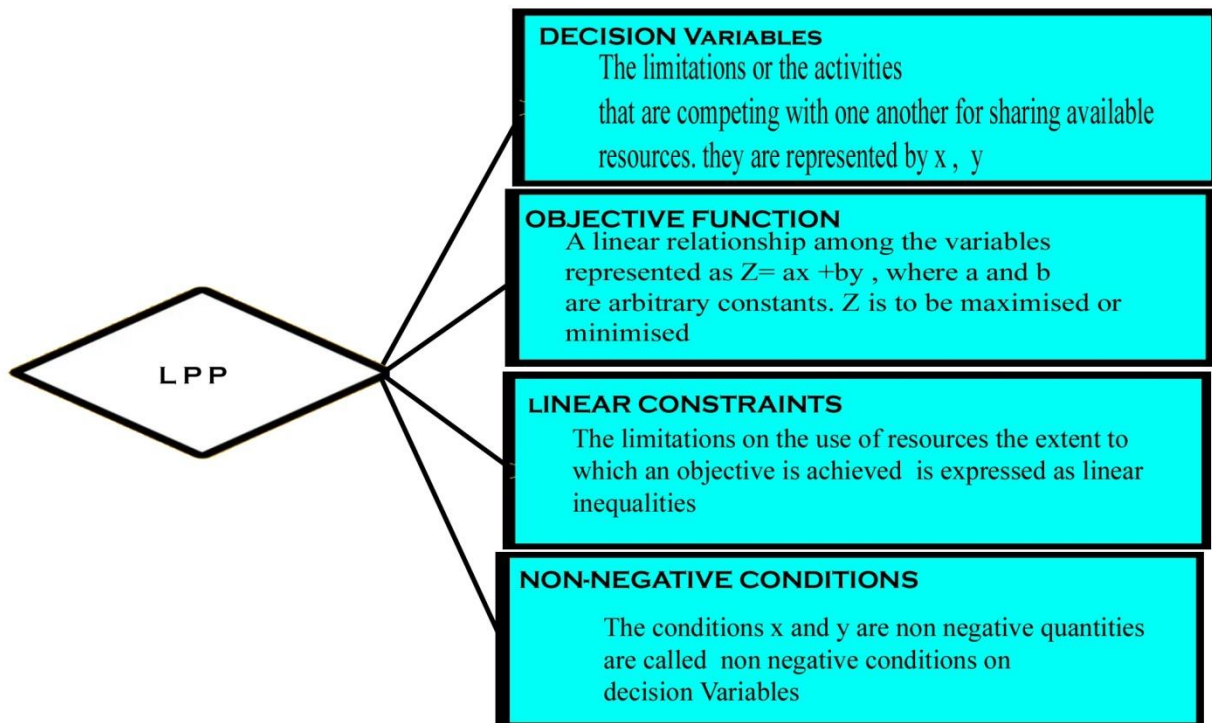 DECISION VARIABLES
The limitations or the activities
that are competing with one another for sharing available
resources. they are represented by x , y
OBJECTIVE FUNCTION
A linear relationship among the variables
represented as Z= ax +by , where a and b
are arbitrary constants. Z is to be maximised or
minimised
LPP
LINEAR CONSTRAINTS
The limitations on the use of resources the extent to
which an objective is achieved is expressed as linear
inequalities
NON-NEGATIVE CONDITIONS
The conditions x and y are non negative quantities
are called non negative conditions on
decision Variables